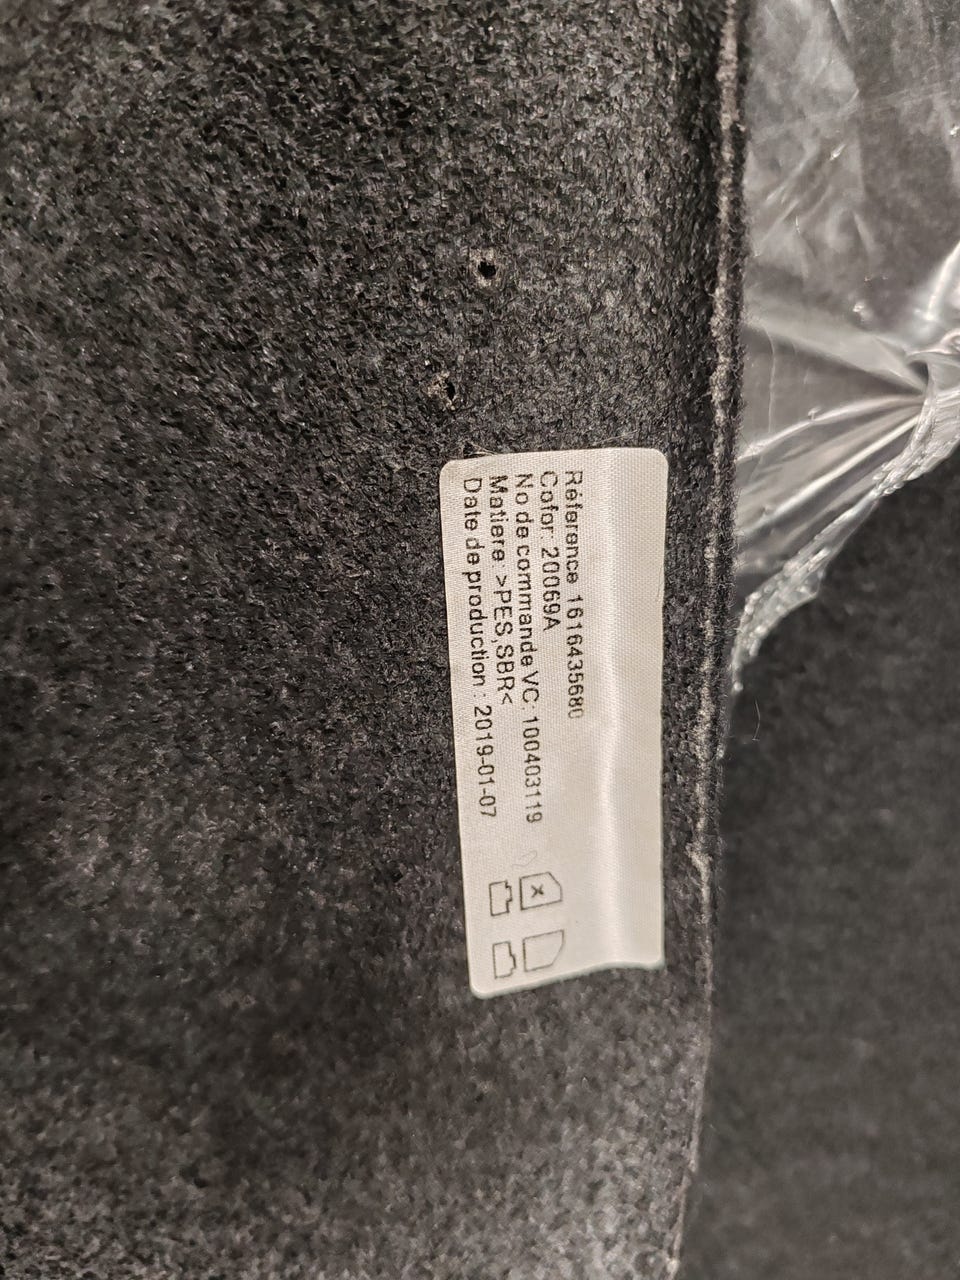 Référence 1616435680
Cofor: 20069A
No de commande VC: 100403119
Matiere : >PES,SBR<
Date de production : 2019-01-07
x